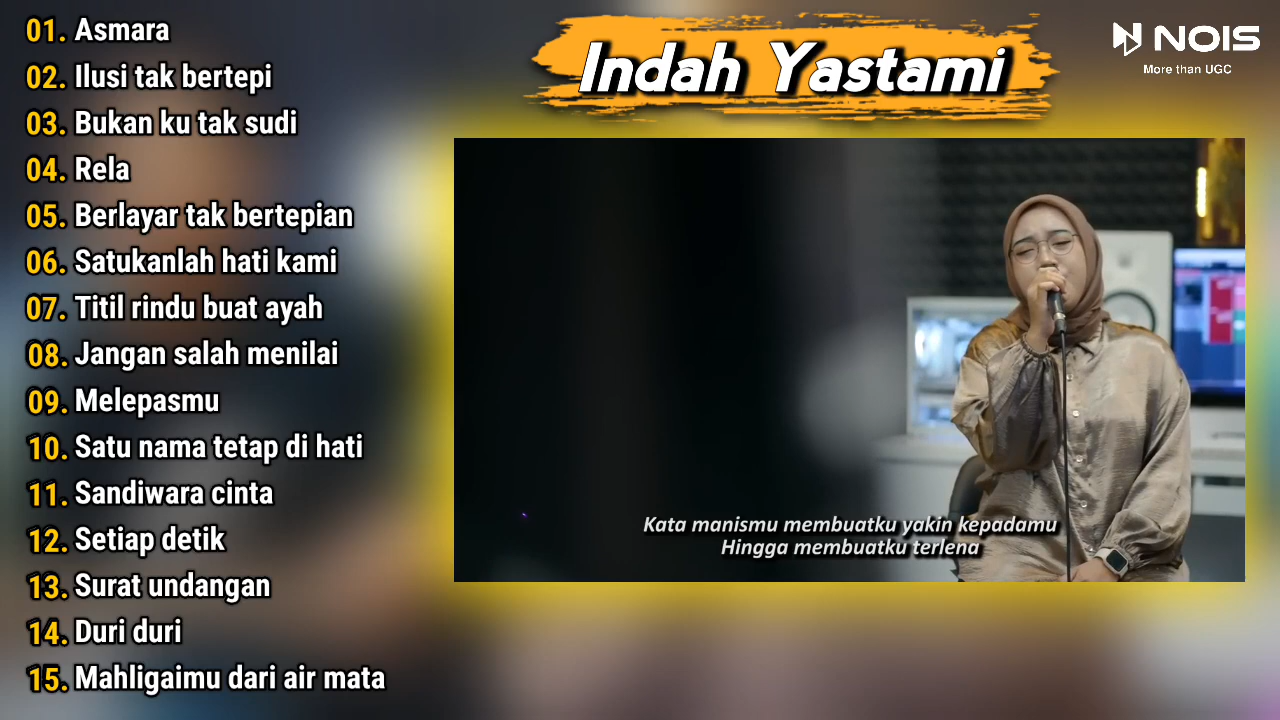 01. Asmara
02. Ilusi tak bertepi
03. Bukan ku tak sudi
04. Rela
05. Berlayar tak bertepian
06. Satukanlah hati kami
07. Titil rindu buat ayah
08. Jangan salah menilai
09. Melepasmu
10. Satu nama tetap di hati
11. Sandiwara cinta
12. Setiap detik
13. Surat undangan
14. Duri duri
15. Mahligaimu dari air mata
Indah Yastami
NOIS
More than UGC
Kata manismu membuatku yakin kepadamu
Hingga membuatku terlena